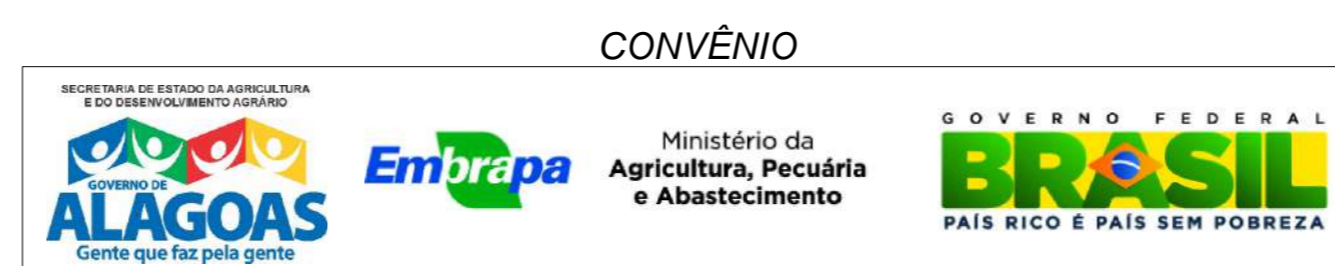 CONVÊNIO
SECRETARIA DE ESTADO DA AGRICULTURA
E DO DESENVOLVIMENTO AGRÁRIO
GOVERNO DE
ALAGOAS
Gente que faz pela gente
Embrapa
Ministério da
Agricultura, Pecuária
e Abastecimento
GOVERNO FEDERAL
BRASIL
PAÍS RICO É PAÍS SEM POBREZA